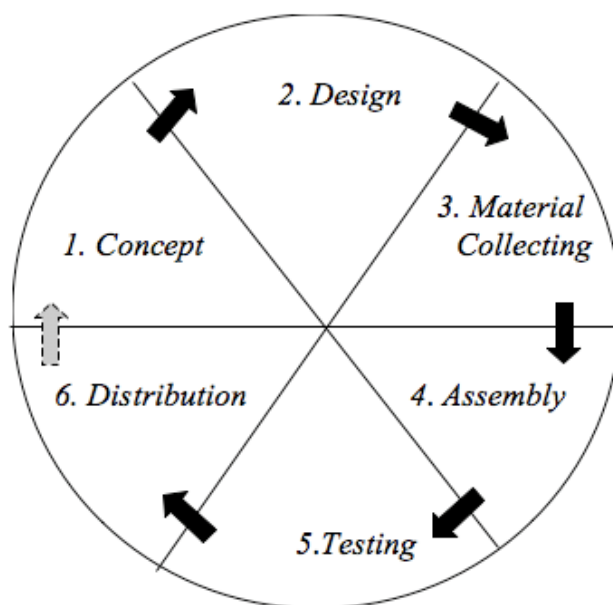 1. Concept
2. Design
3. Material
Collecting
4. Assembly
5.Testing
6. Distribution